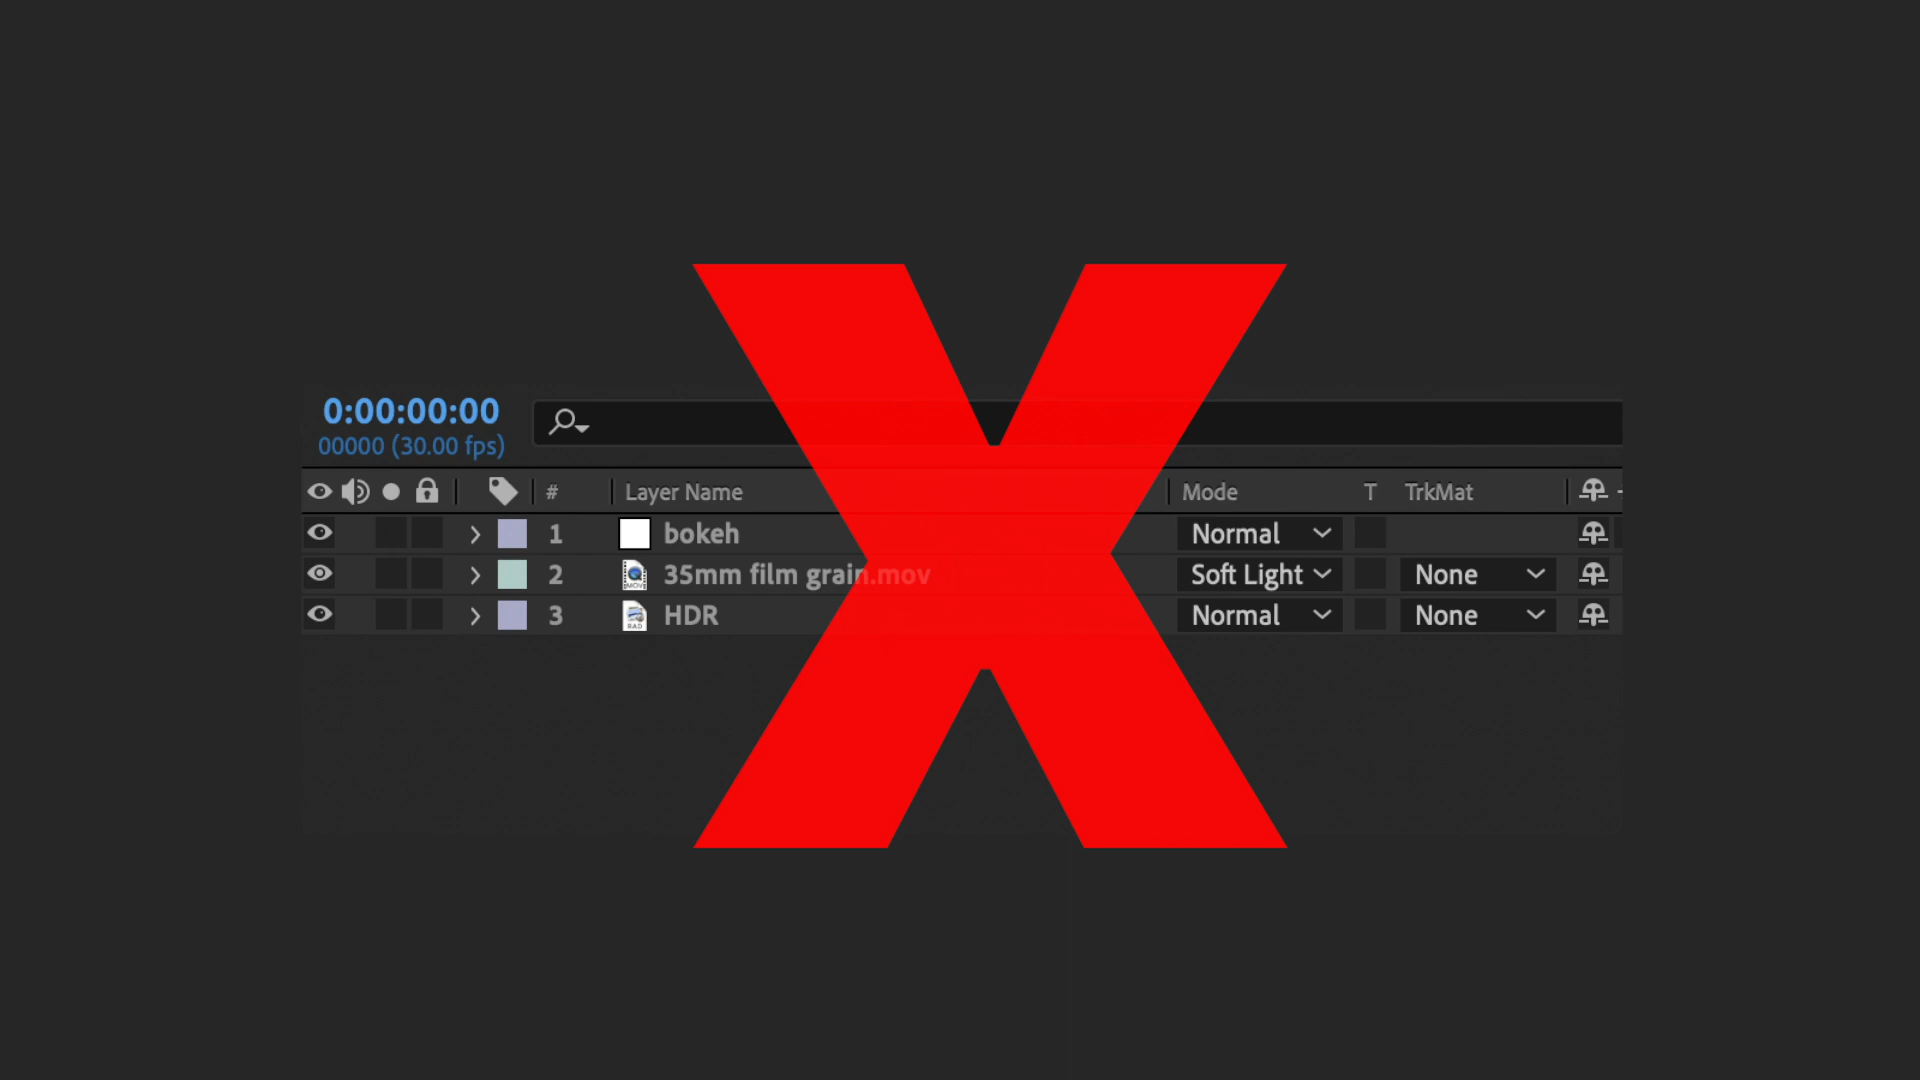 0:00:00:00
00000 (30.00 fps)
# Layer Name Mode T TrkMat
1 bokeh Normal
2 35mm film grain.mov Soft Light None
3 HDR Normal None
X